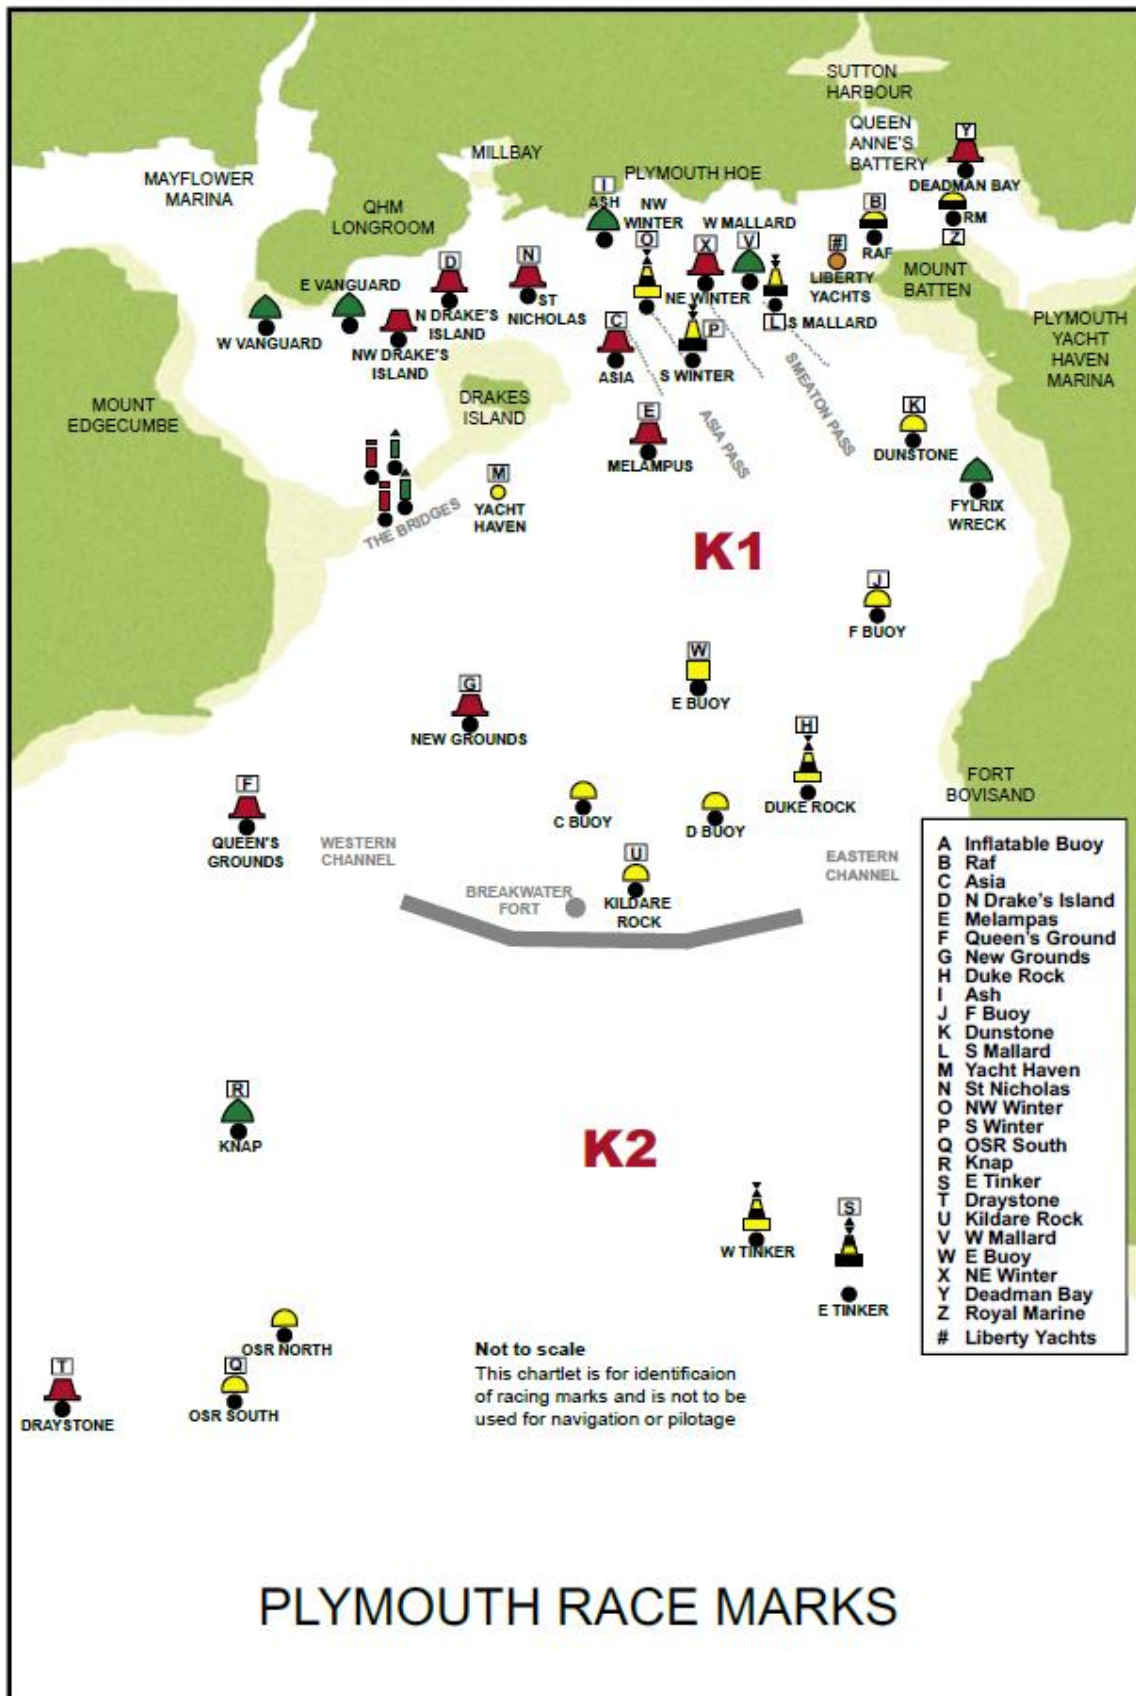 SUTTON
HARBOUR
QUEEN
ANNE'S
BATTERY
Y
DEADMAN BAY
MILLBAY
PLYMOUTH HOE
MAYFLOWER
MARINA
QHM
LONGROOM
I
ASH
NW
WINTER
O
W MALLARD
X
V
B
RAF
RM
Z
#
LIBERTY
YACHTS
MOUNT
BATTEN
D
N
E VANGUARD
N DRAKE'S
ISLAND
ST
NICHOLAS
NE WINTER
L
S MALLARD
PLYMOUTH
YACHT
HAVEN
MARINA
W VANGUARD
NW DRAKE'S
ISLAND
C
ASIA
P
S WINTER
SMEATON PASS
MOUNT
EDGECUMBE
DRAKES
ISLAND
E
MELAMPUS
ASIA PASS
K
DUNSTONE
M
YACHT
HAVEN
THE BRIDGES
FYLRIX
WRECK
K1
J
F BUOY
W
E BUOY
G
NEW GROUNDS
H
DUKE ROCK
FORT
BOVISAND
F
QUEEN'S
GROUNDS
C BUOY
D BUOY
WESTERN
CHANNEL
U
KILDARE
ROCK
EASTERN
CHANNEL
BREAKWATER
FORT
A Inflatable Buoy
B Raf
C Asia
D N Drake's Island
E Melampas
F Queen's Ground
G New Grounds
H Duke Rock
I Ash
J F Buoy
K Dunstone
L S Mallard
M Yacht Haven
N St Nicholas
O NW Winter
P S Winter
Q OSR South
R Knap
S E Tinker
T Draystone
U Kildare Rock
V W Mallard
W E Buoy
X NE Winter
Y Deadman Bay
Z Royal Marine
# Liberty Yachts
R
KNAP
K2
W TINKER
S
E TINKER
OSR NORTH
Q
OSR SOUTH
T
DRAYSTONE
Not to scale
This chartlet is for identificaion
of racing marks and is not to be
used for navigation or pilotage
PLYMOUTH RACE MARKS